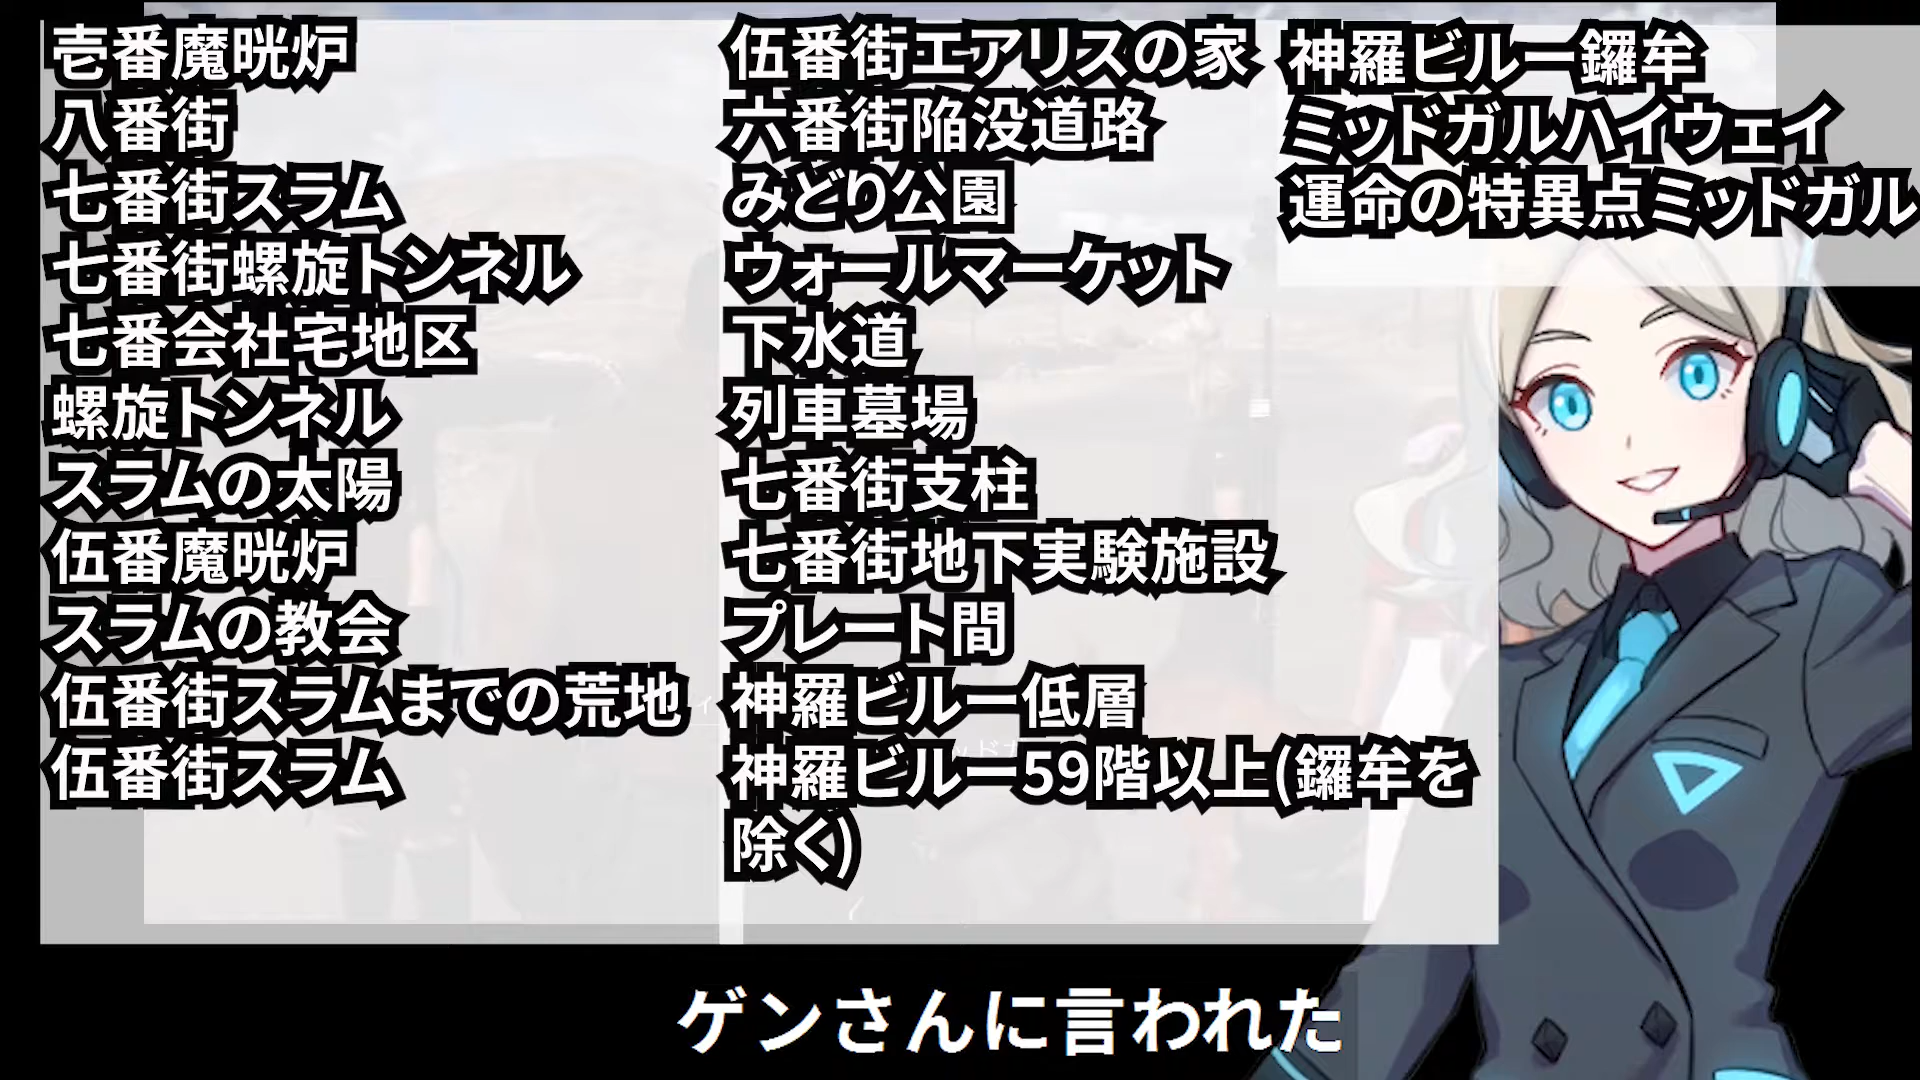 壱番魔晄炉
八番街
七番街スラム
七番街螺旋トンネル
七番会社宅地区
螺旋トンネル
スラムの太陽
伍番魔晄炉
スラムの教会
伍番街スラムまでの荒地
伍番街スラム
伍番街エアリスの家
六番街陥没道路
みどり公園
ウォールマーケット
下水道
列車墓場
七番街支柱
七番街地下実験施設
プレート間
神羅ビルー低層
神羅ビルー59階以上(鑼牟を
除く)
神羅ビルー鑼牟
ミッドガルハイウェイ
運命の特異点ミッドガル
ゲンさんに言われた